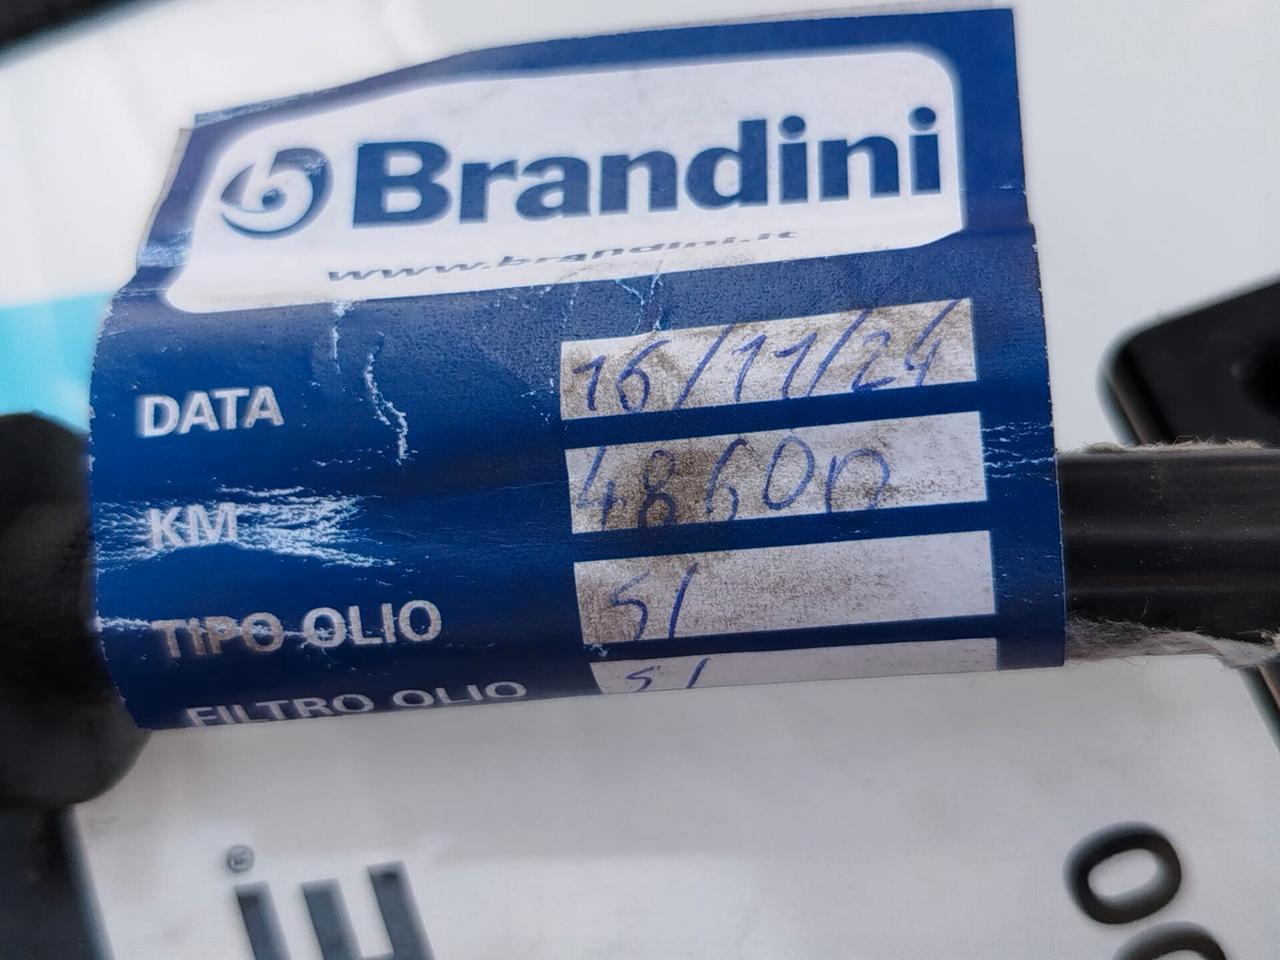 Brandini
www.brandini.it
DATA 16/11/24
KM 48600
TIPO OLIO SI
FILTRO OLIO SI